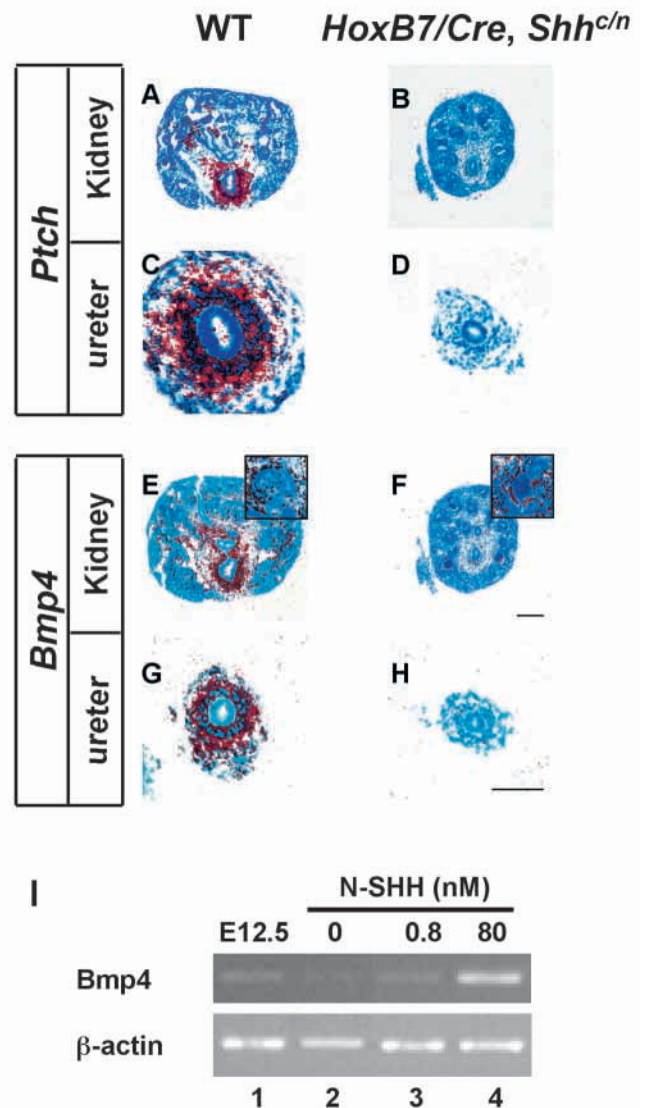 WT HoxB7/Cre, Shhc/n
Ptch
Kidney
A B
ureter
C D
Bmp4
Kidney
E F
ureter
G H
I
N-SHH (nM)
E12.5 0 0.8 80
Bmp4
β-actin
1 2 3 4